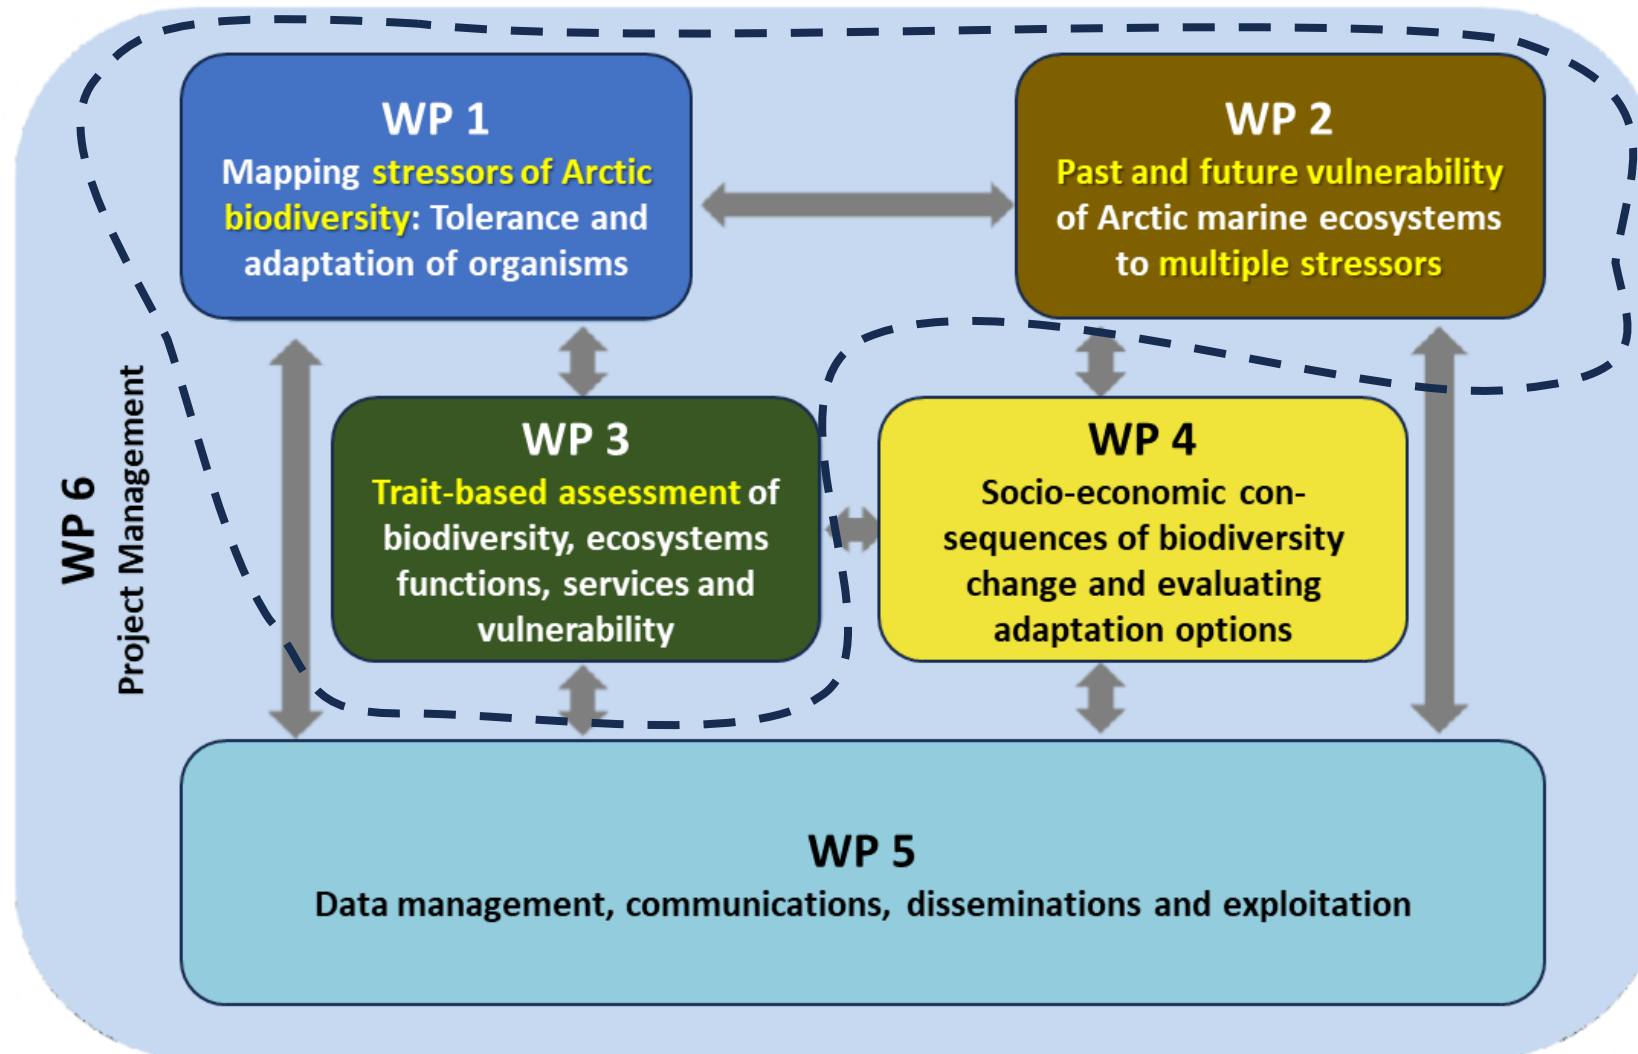 WP 1
Mapping stressors of Arctic
biodiversity: Tolerance and
adaptation of organisms
WP 2
Past and future vulnerability
of Arctic marine ecosystems
to multiple stressors
WP 3
Trait-based assessment of
biodiversity, ecosystems
functions, services and
vulnerability
WP 4
Socio-economic con-
sequences of biodiversity
change and evaluating
adaptation options
WP 6
Project Management
WP 5
Data management, communications, disseminations and exploitation